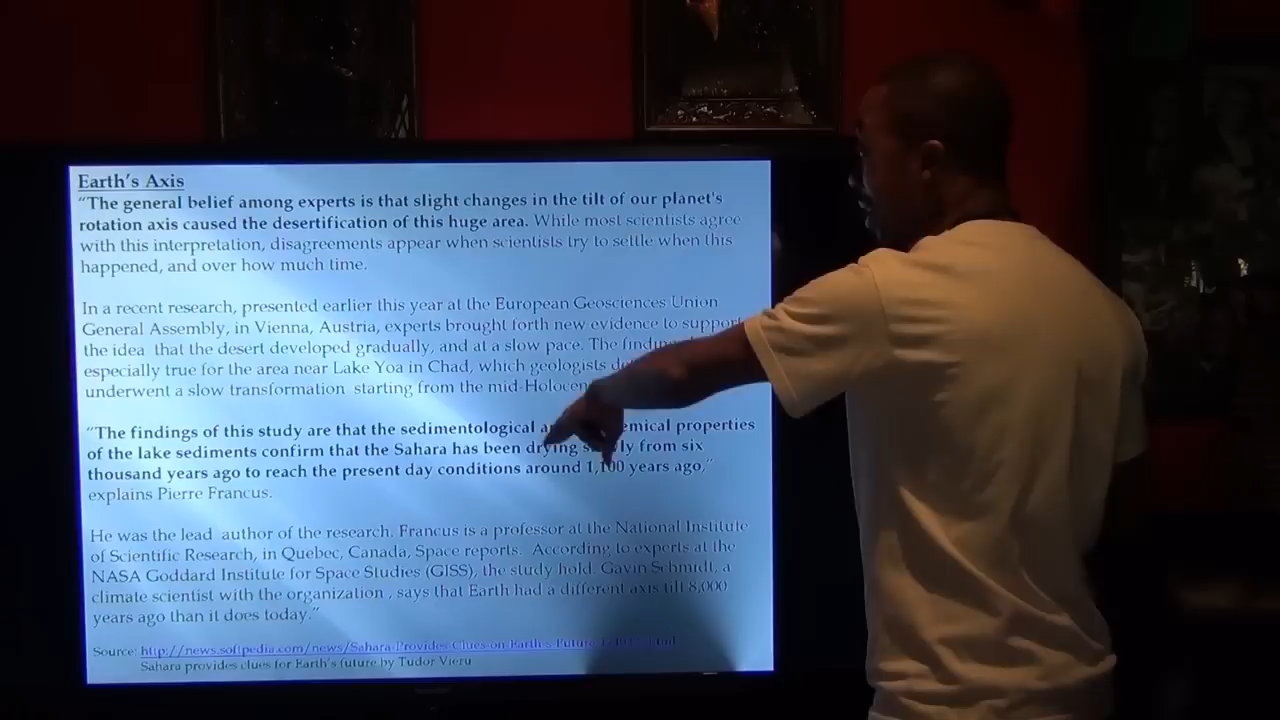 Earth's Axis
"The general belief among experts is that slight changes in the tilt of our planet's
rotation axis caused the desertification of this huge area. While most scientists agree
with this interpretation, disagreements appear when scientists try to settle when this
happened, and over how much time.
In a recent research, presented earlier this year at the European Geosciences Union
General Assembly, in Vienna, Austria, experts brought forth new evidence to support
the idea that the desert developed gradually, and at a slow pace. The
especially true for the area near Lake Yoa in Chad, which geologists
underwent a slow transformation starting from the
"The findings of this study are that the sedimentological properties
of the lake sediments confirm that the Sahara has been from six
thousand years ago to reach the present day conditions around 1,100 years ago,"
explains Pierre Francus.
He was the lead author of the research. Francus is a professor at the National Institute
of Scientific Research, in Quebec, Canada, Space reports. According to experts at the
NASA Goddard Institute for Space Studies (GISS), the study hold. Gavin Schmidt, a
climate scientist with the organization , says that Earth had a different axis tilt 8,000
years ago than it does today."
Source:
Sahara provides clues for Earth's future by Tudor Vieru